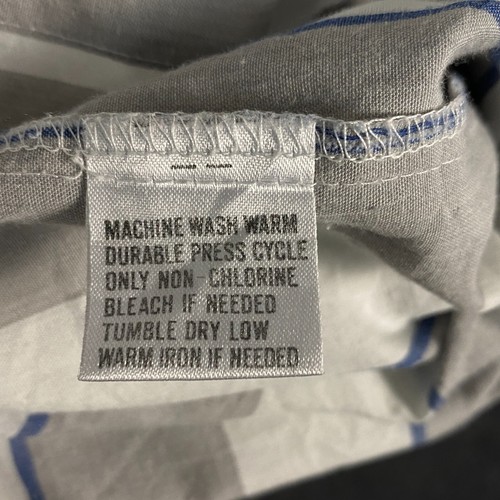 MACHINE WASH WARM
DURABLE PRESS CYCLE
ONLY NON-CHLORINE
BLEACH IF NEEDED
TUMBLE DRY LOW
WARM IRON IF NEEDED